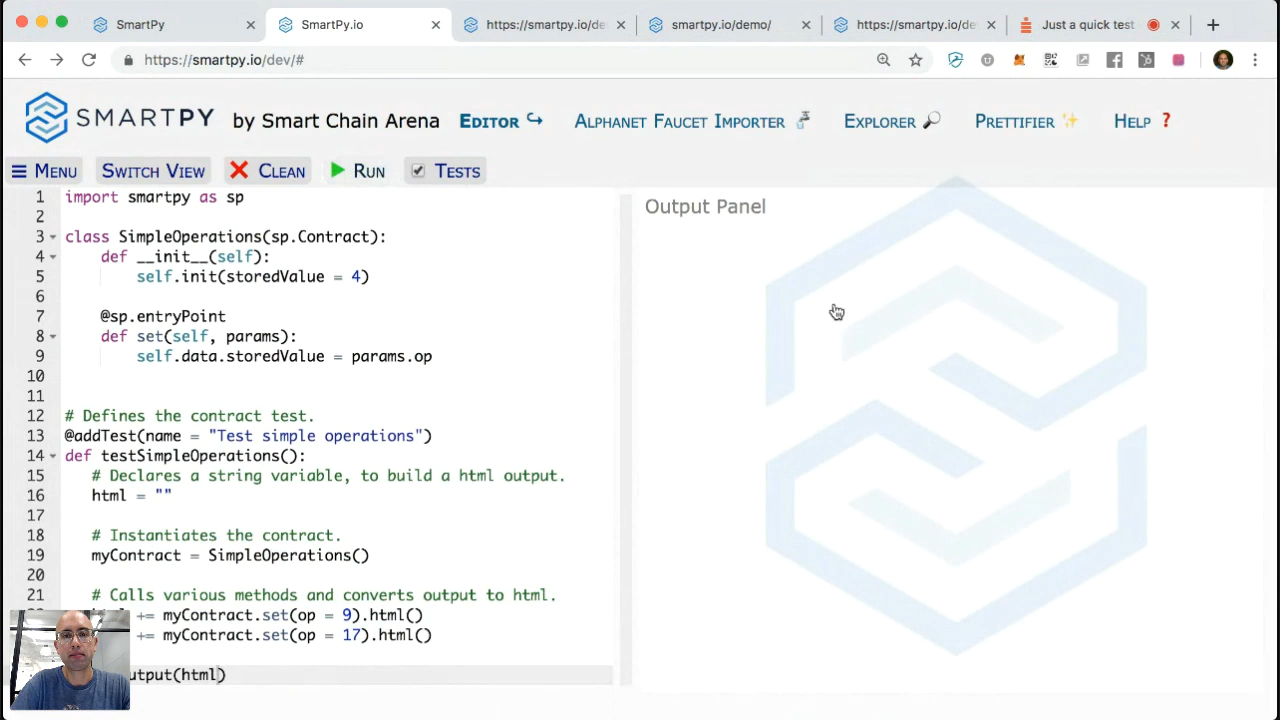 SmartPy
SmartPy.io
https://smartpy.io/de
smartpy.io/demo/
https://smartpy.io/de
Just a quick test
https://smartpy.io/dev/#
SMARTPY by Smart Chain Arena EDITOR ALPHANET FAUCET IMPORTER EXPLORER PRETTIFIER HELP ?
MENU SWITCH VIEW CLEAN RUN TESTS
1 import smartpy as sp
2
3 class SimpleOperations(sp.Contract):
4 def __init__(self):
5 self.init(storedValue = 4)
6
7 @sp.entryPoint
8 def set(self, params):
9 self.data.storedValue = params.op
10
11
12 # Defines the contract test.
13 @addTest(name = "Test simple operations")
14 def testSimpleOperations():
15 # Declares a string variable, to build a html output.
16 html = ""
17
18 # Instantiates the contract.
19 myContract = SimpleOperations()
20
21 # Calls various methods and converts output to html.
+= myContract.set(op = 9).html()
+= myContract.set(op = 17).html()
utput(html)
Output Panel